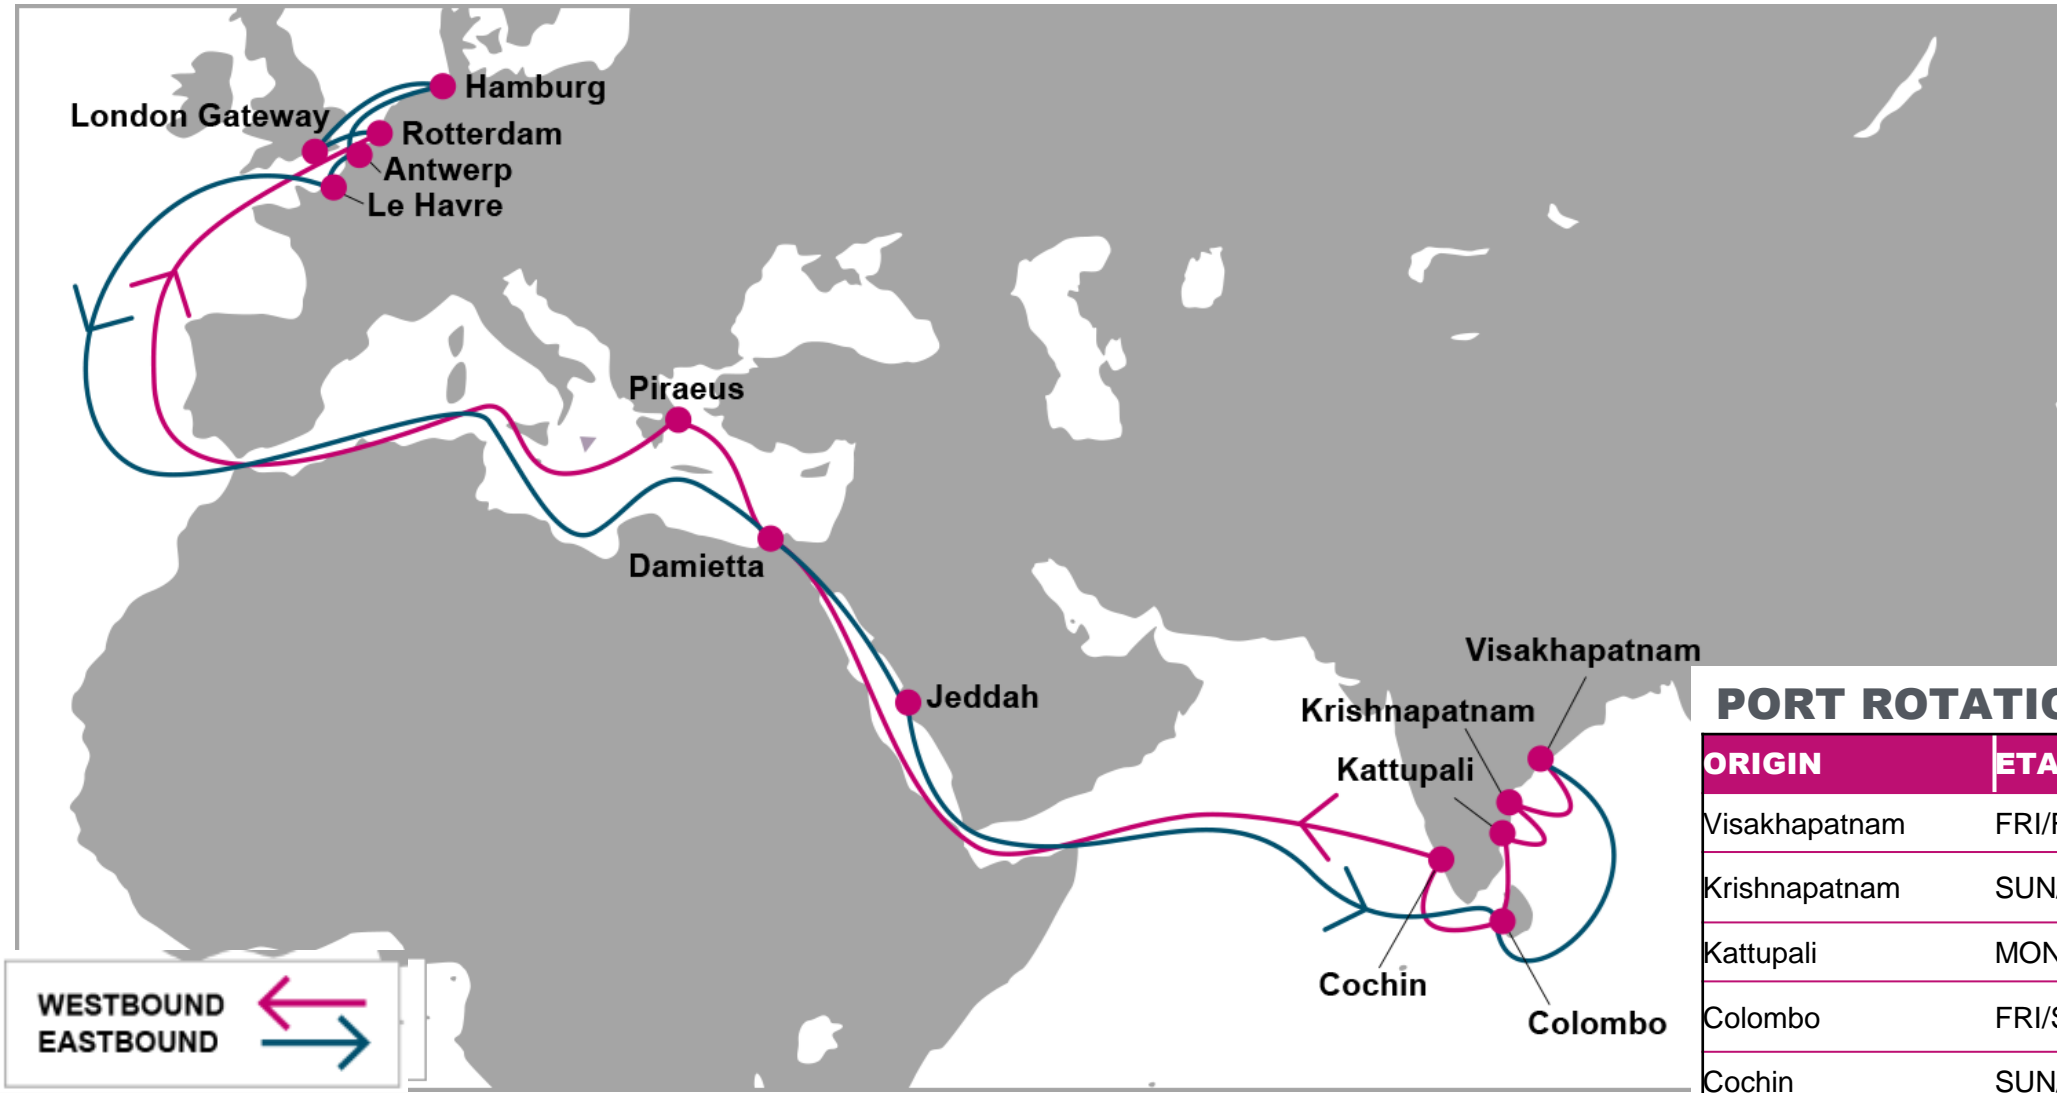 Hamburg
London Gateway
Rotterdam
Antwerp
Le Havre
Piraeus
Damietta
Jeddah
Visakhapatnam
Krishnapatnam
Kattupali
Cochin
Colombo
WESTBOUND
EASTBOUND
PORT ROTATIO
ORIGIN ETA
Visakhapatnam FRI/
Krishnapatnam SUN
Kattupali MON
Colombo FRI/
Cochin SUN